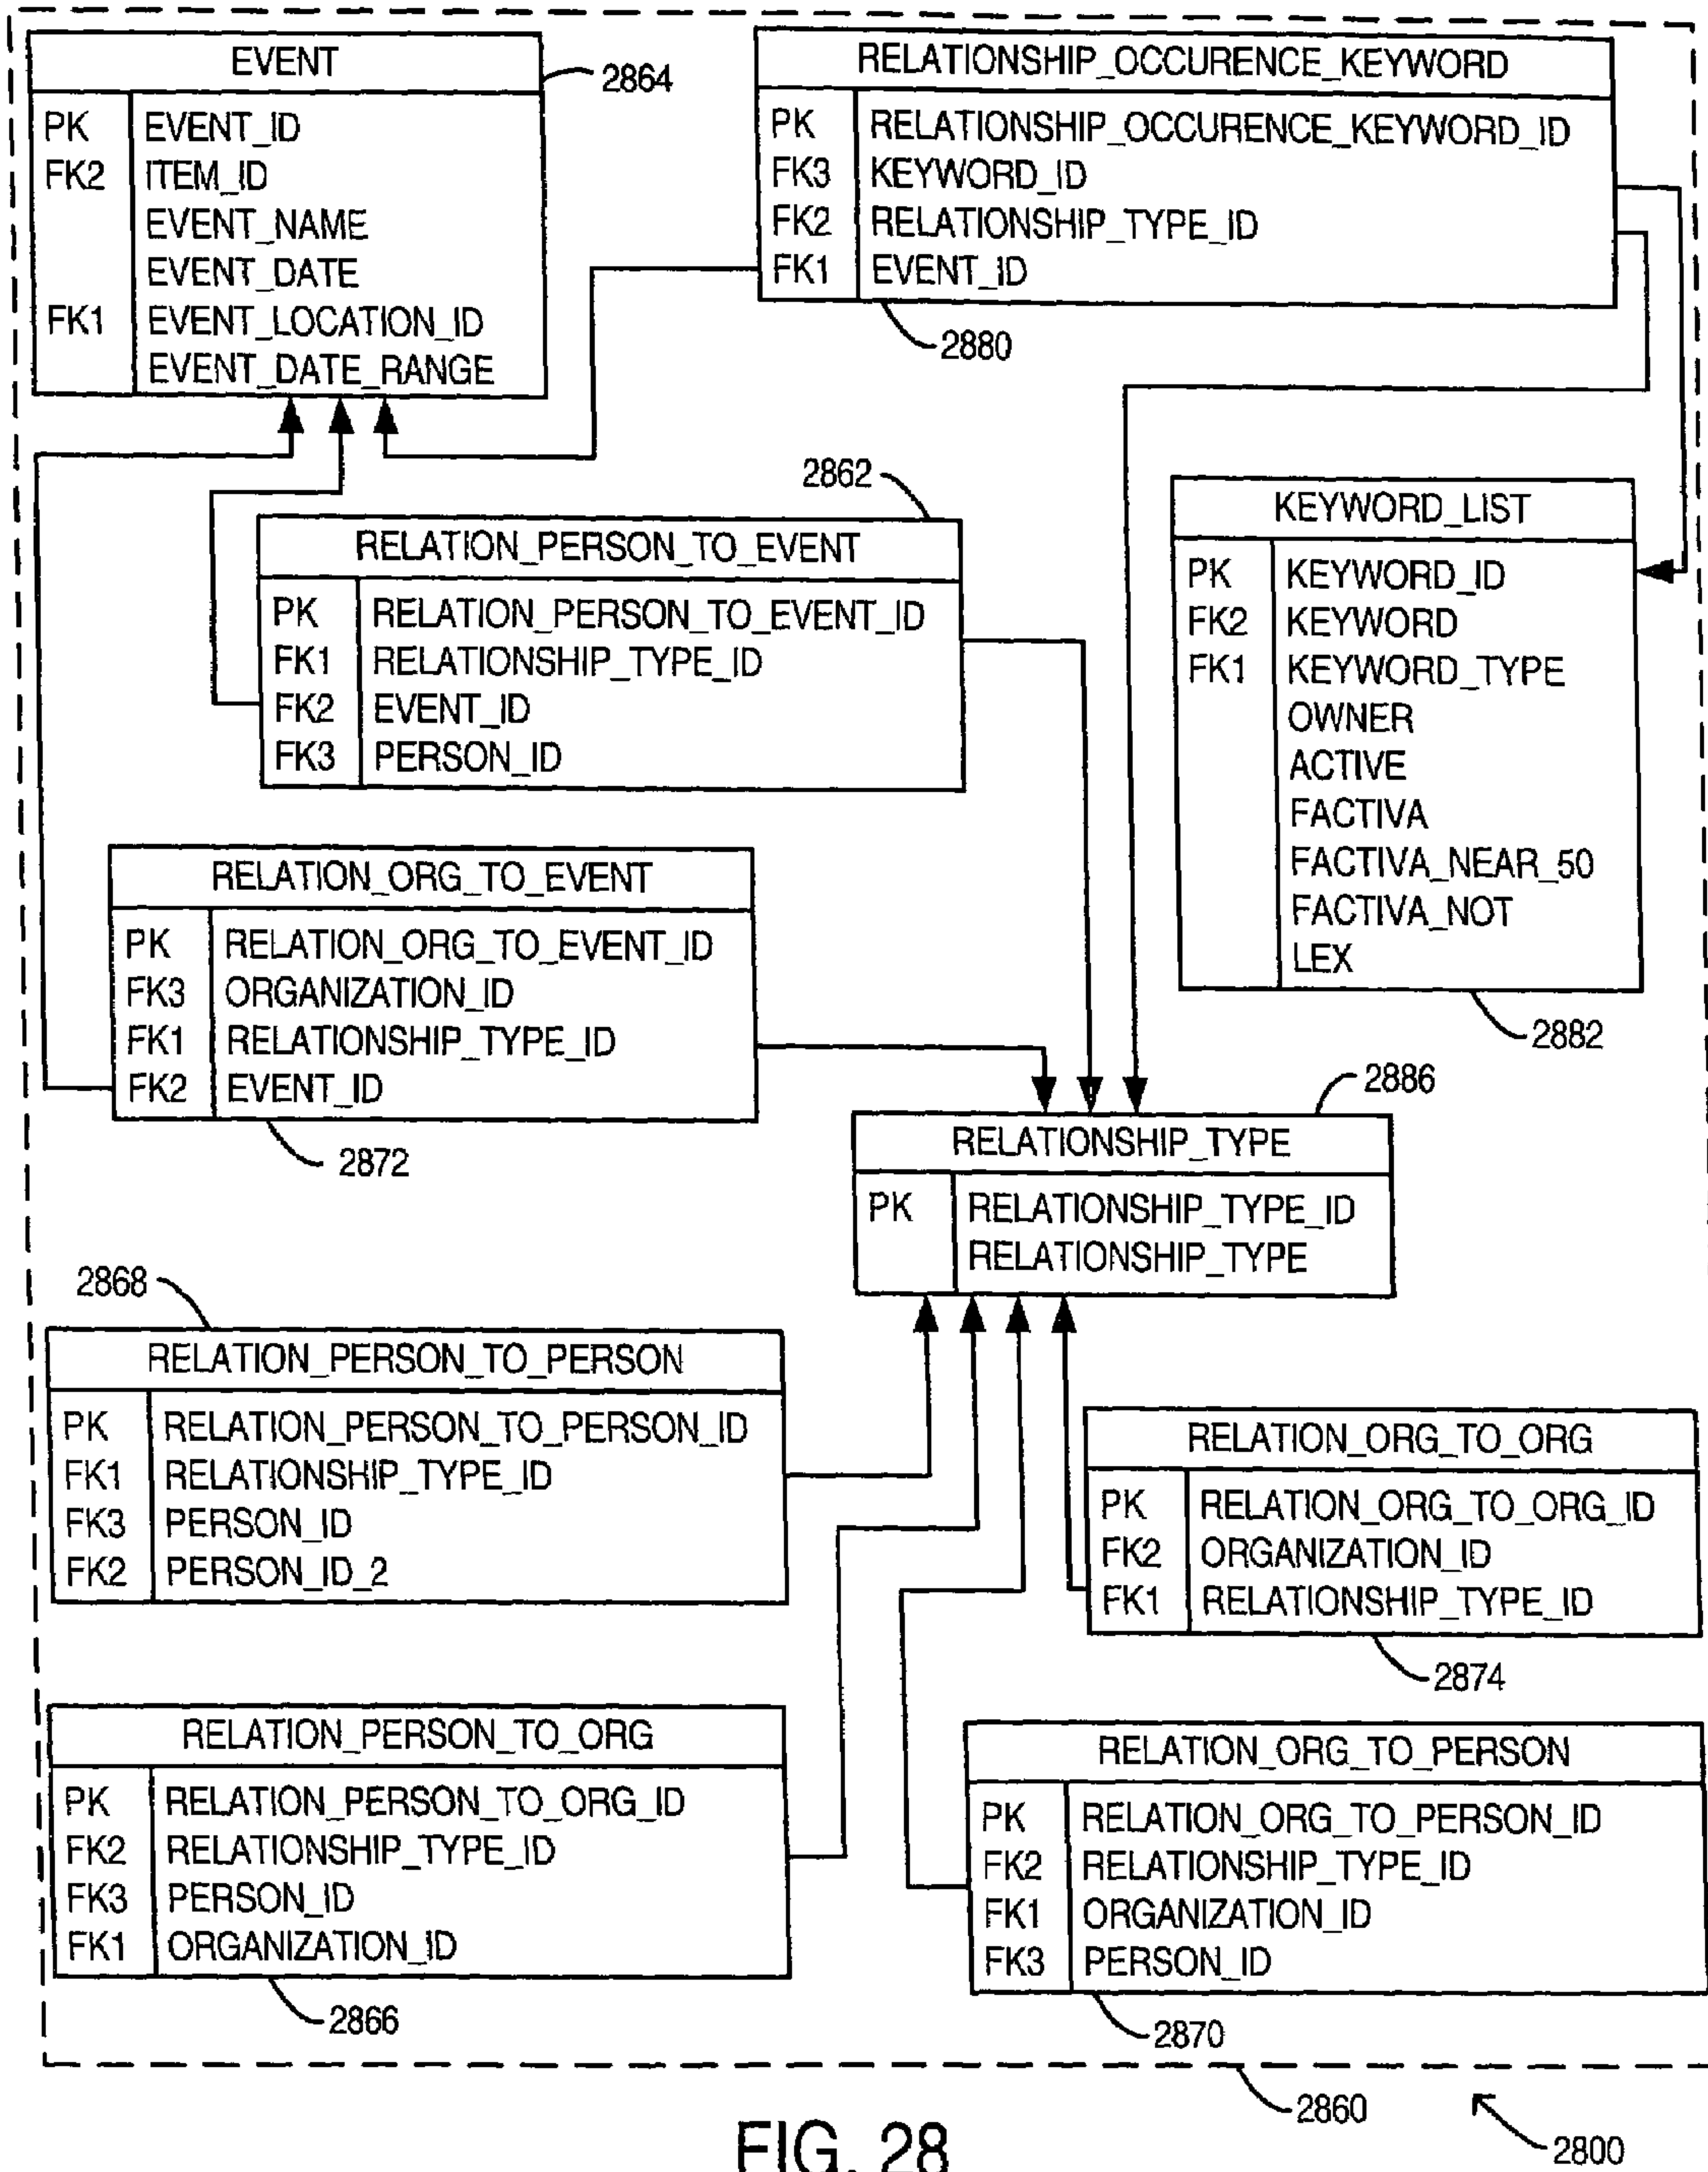 EVENT
2864
PK EVENT_ID
FK2 ITEM_ID
EVENT_NAME
EVENT_DATE
FK1 EVENT_LOCATION_ID
EVENT_DATE_RANGE
RELATIONSHIP_OCCURENCE_KEYWORD
PK RELATIONSHIP_OCCURENCE_KEYWORD_ID
FK3 KEYWORD_ID
FK2 RELATIONSHIP_TYPE_ID
FK1 EVENT_ID
2880
2862
RELATION_PERSON_TO_EVENT
PK RELATION_PERSON_TO_EVENT_ID
FK1 RELATIONSHIP_TYPE_ID
FK2 EVENT_ID
FK3 PERSON_ID
KEYWORD_LIST
PK KEYWORD_ID
FK2 KEYWORD
FK1 KEYWORD_TYPE
OWNER
ACTIVE
FACTIVA
FACTIVA_NEAR_50
FACTIVA_NOT
LEX
2882
RELATION_ORG_TO_EVENT
PK RELATION_ORG_TO_EVENT_ID
FK3 ORGANIZATION_ID
FK1 RELATIONSHIP_TYPE_ID
FK2 EVENT_ID
2872
2886
RELATIONSHIP_TYPE
PK RELATIONSHIP_TYPE_ID
RELATIONSHIP_TYPE
2868
RELATION_PERSON_TO_PERSON
PK RELATION_PERSON_TO_PERSON_ID
FK1 RELATIONSHIP_TYPE_ID
FK3 PERSON_ID
FK2 PERSON_ID_2
RELATION_ORG_TO_ORG
PK RELATION_ORG_TO_ORG_ID
FK2 ORGANIZATION_ID
FK1 RELATIONSHIP_TYPE_ID
2874
RELATION_PERSON_TO_ORG
PK RELATION_PERSON_TO_ORG_ID
FK2 RELATIONSHIP_TYPE_ID
FK3 PERSON_ID
FK1 ORGANIZATION_ID
2866
RELATION_ORG_TO_PERSON
PK RELATION_ORG_TO_PERSON_ID
FK2 RELATIONSHIP_TYPE_ID
FK1 ORGANIZATION_ID
FK3 PERSON_ID
2870
2860
2800
FIG. 28